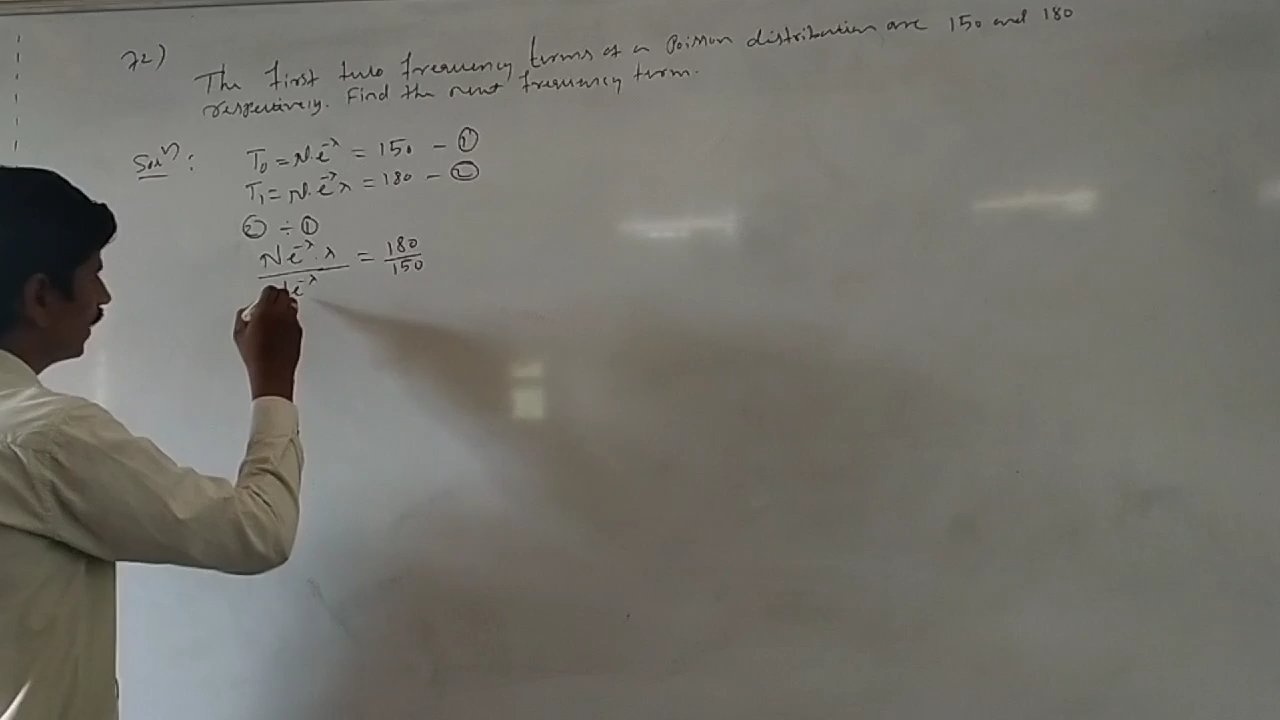 72)
The first two frequency terms of a Poisson distribution are 150 and 180
respectively. Find the next frequency term.
Solⁿ):
T₀ = N.e^-λ = 150 - ①
T₁ = N.e^-λ λ = 180 - ②
② ÷ ①
Ne^-λ.λ / Ne^-λ = 180/150